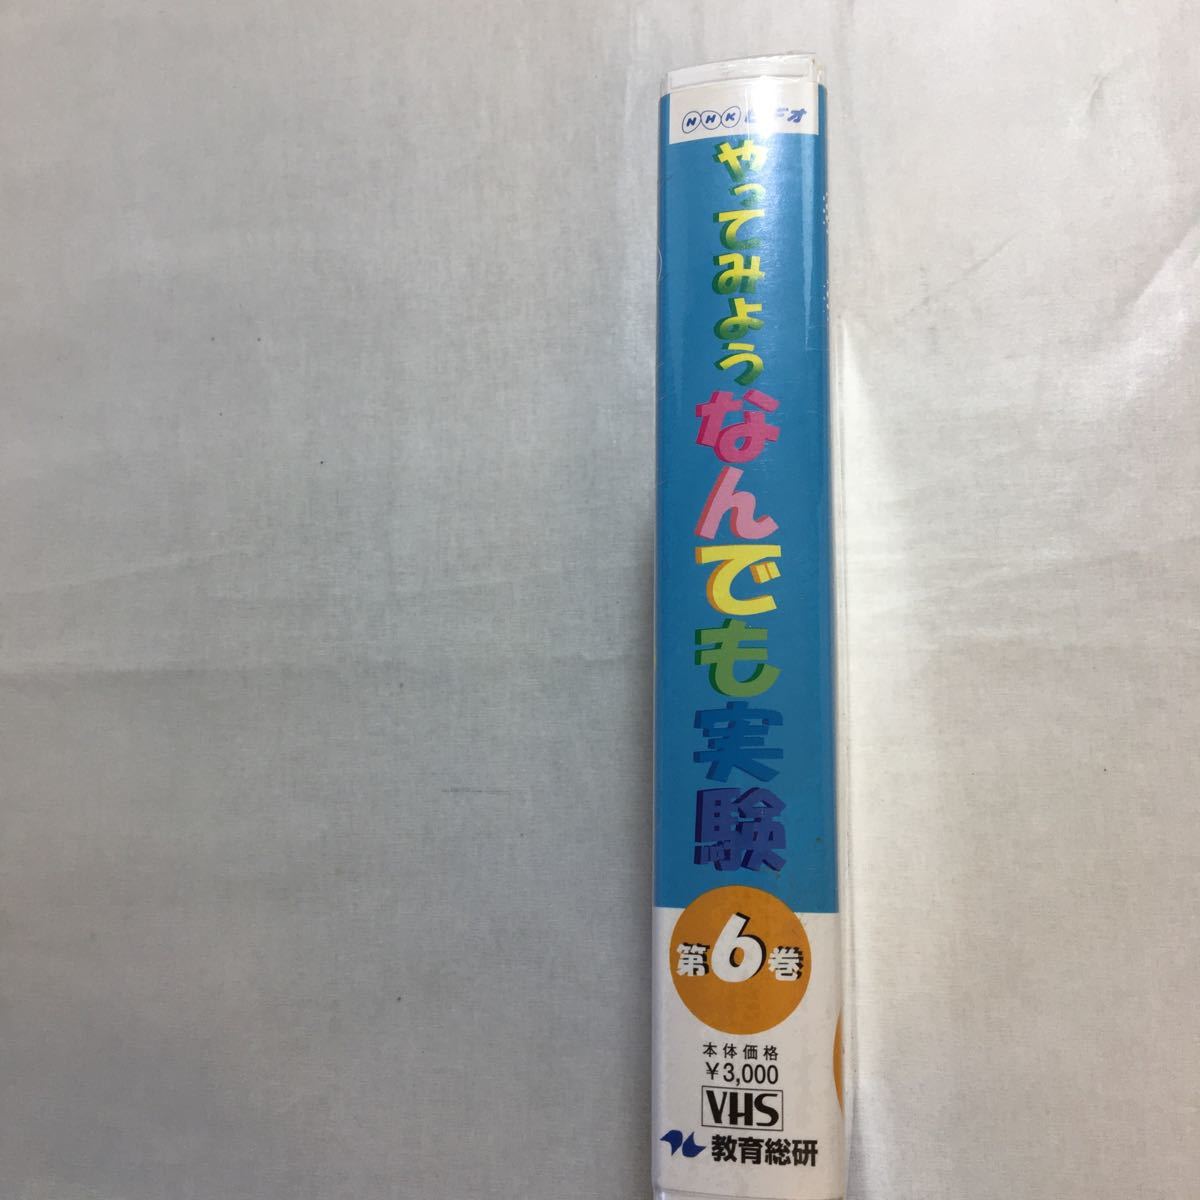 NHKビデオ
やってみよう
なんでも実験
第6巻
本体価格
¥3,000
VHS
教育総研